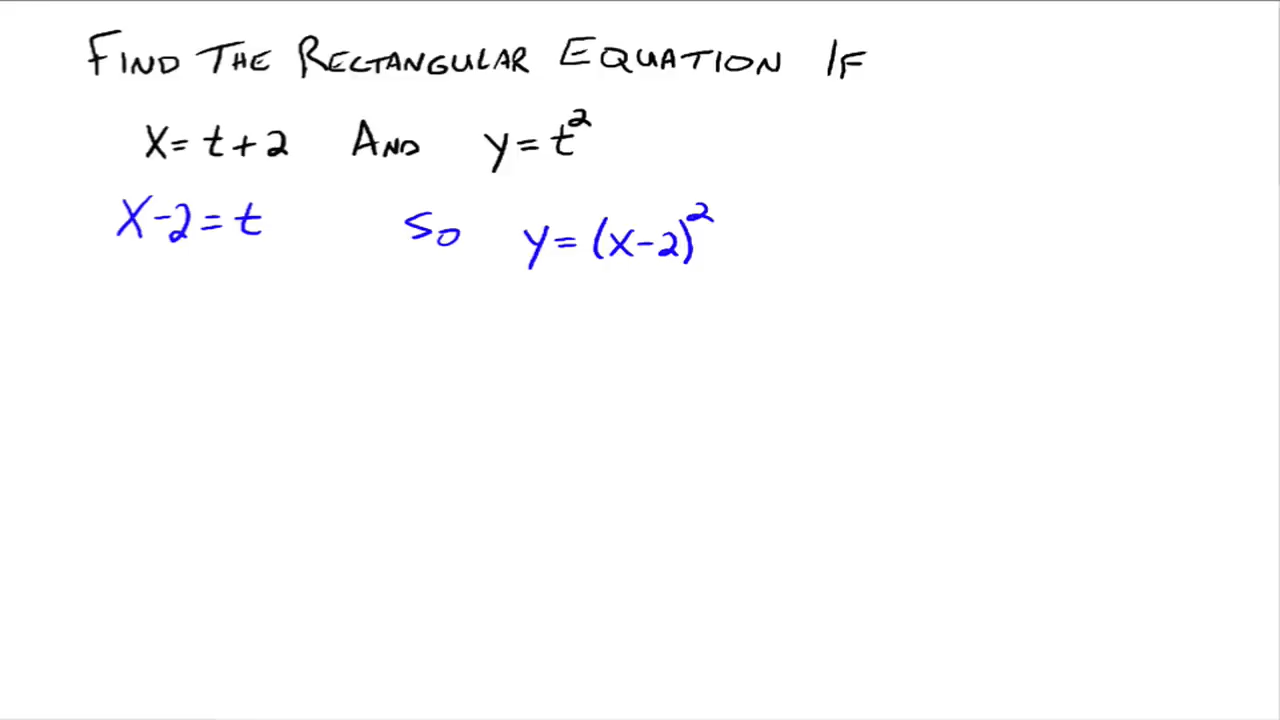 FIND THE RECTANGULAR EQUATION IF
x = t + 2 AND y = t²
x - 2 = t So y = (x - 2)²